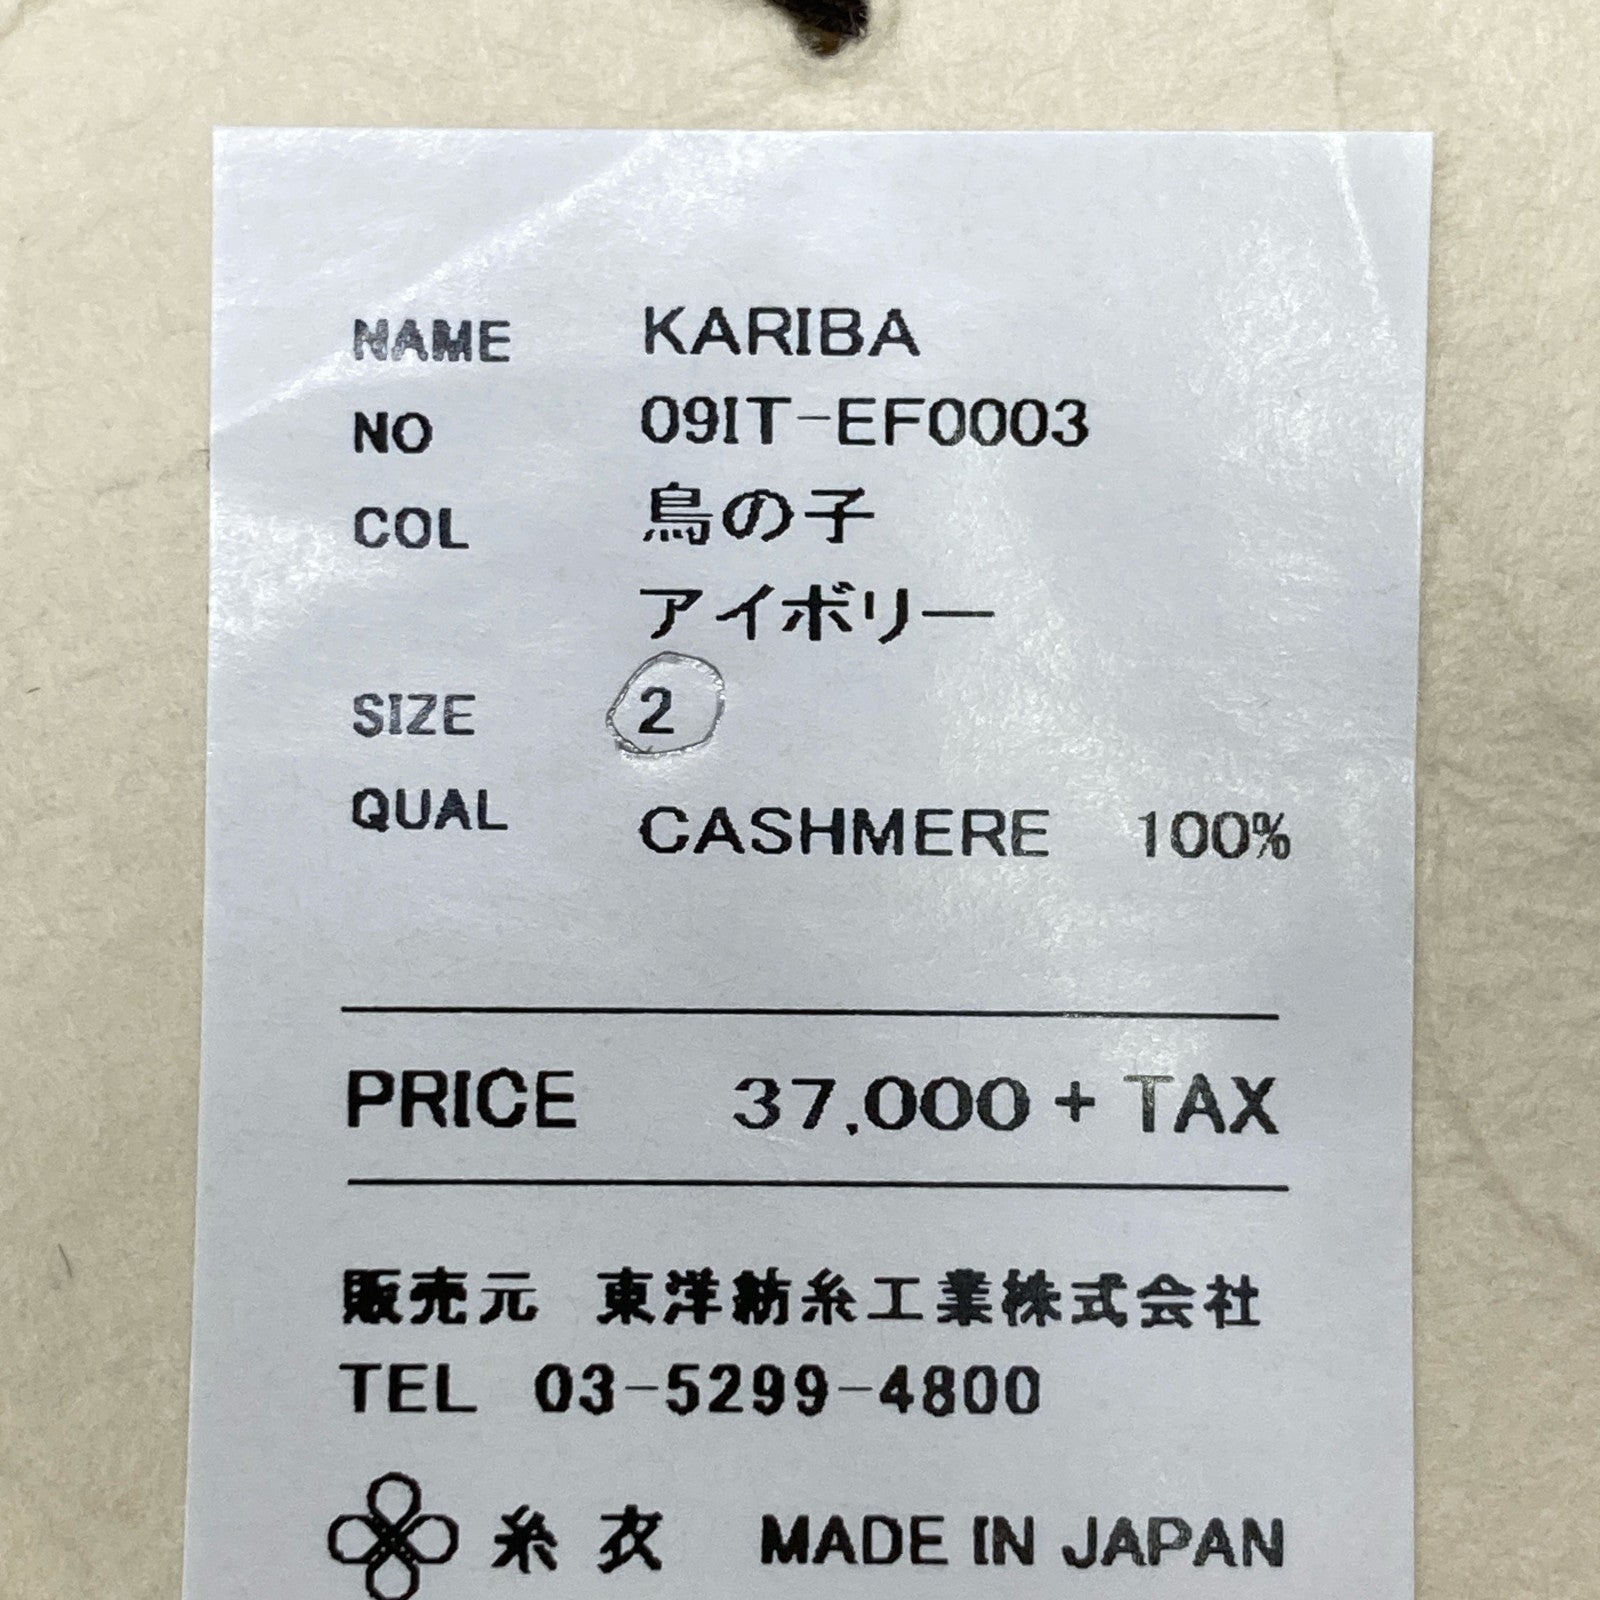 NAME KARIBA
NO 09IT-EF0003
COL 鳥の子
アイボリー
SIZE 2
QUAL CASHMERE 100%
PRICE 37,000 + TAX
販売元 東洋紡糸工業株式会社
TEL 03-5299-4800
糸衣 MADE IN JAPAN